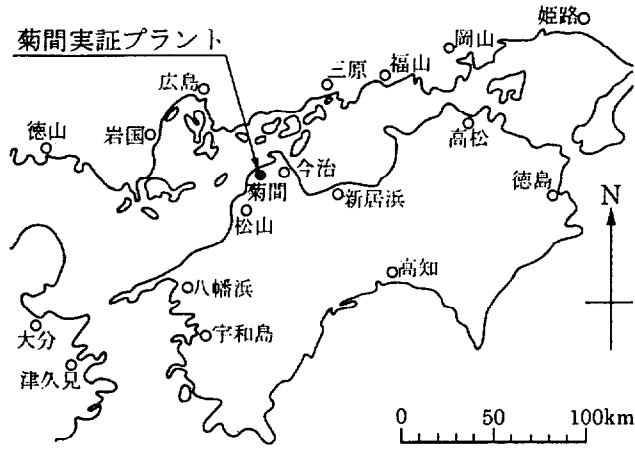 姫路
岡山
菊間実証プラント
福山
三原
広島
高松
徳山
岩国
今治
菊間
新居浜
徳島
N
松山
高知
八幡浜
大分
宇和島
津久見
0 50 100km